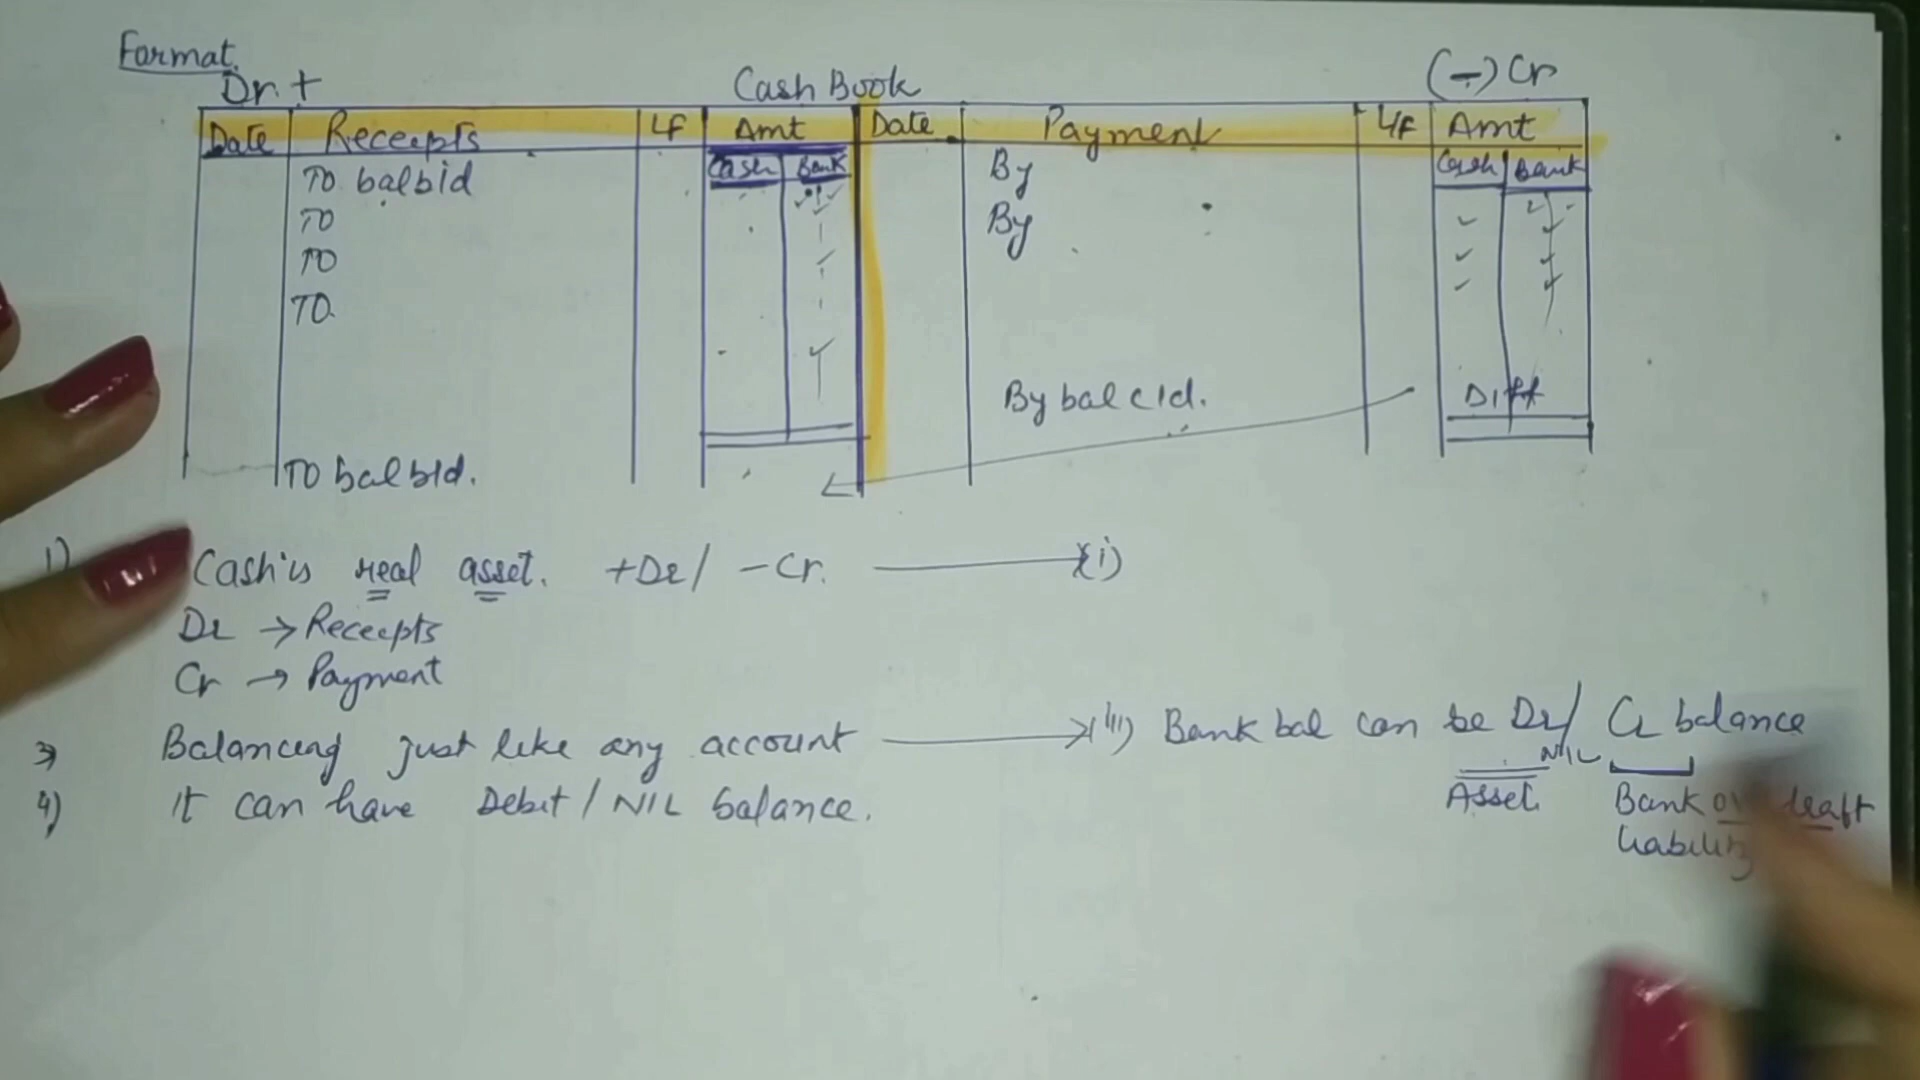 Format.
Dr. + Cash Book (-) Cr
Date Receipts LF Amt Date Payment L/F Amt
Cash Bank Cash Bank
To bal b/d By
To By
To
To.
By bal c/d. Diff
To bal b/d.
1) Cash is real asset. +Dr/ -Cr. (i)
Dr → Receipts
Cr → Payment
3) Balancing just like any account → (ii) Bank bal can be Dr/ Cr balance
NIL
4) It can have Debit / NIL balance. Asset. Bank overdraft
liability